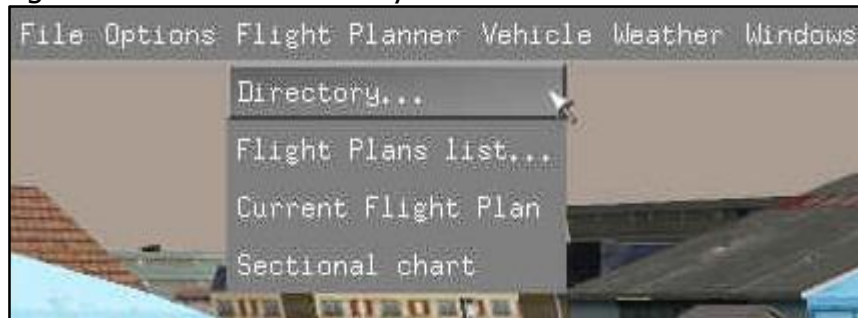 File Options Flight Planner Vehicle Weather Windows
Directory...
Flight Plans list...
Current Flight Plan
Sectional chart